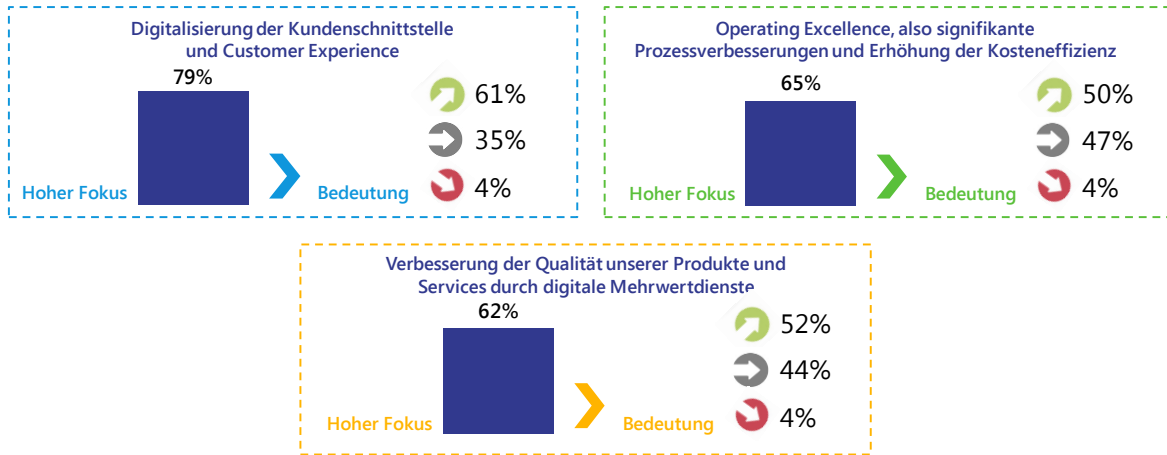 Digitalisierung der Kundenschnittstelle
und Customer Experience
79%
61%
35%
4%
Hoher Fokus
Bedeutung
Operating Excellence, also signifikante
Prozessverbesserungen und Erhöhung der Kosteneffizienz
65%
50%
47%
4%
Hoher Fokus
Bedeutung
Verbesserung der Qualität unserer Produkte und
Services durch digitale Mehrwertdienste
62%
52%
44%
4%
Hoher Fokus
Bedeutung